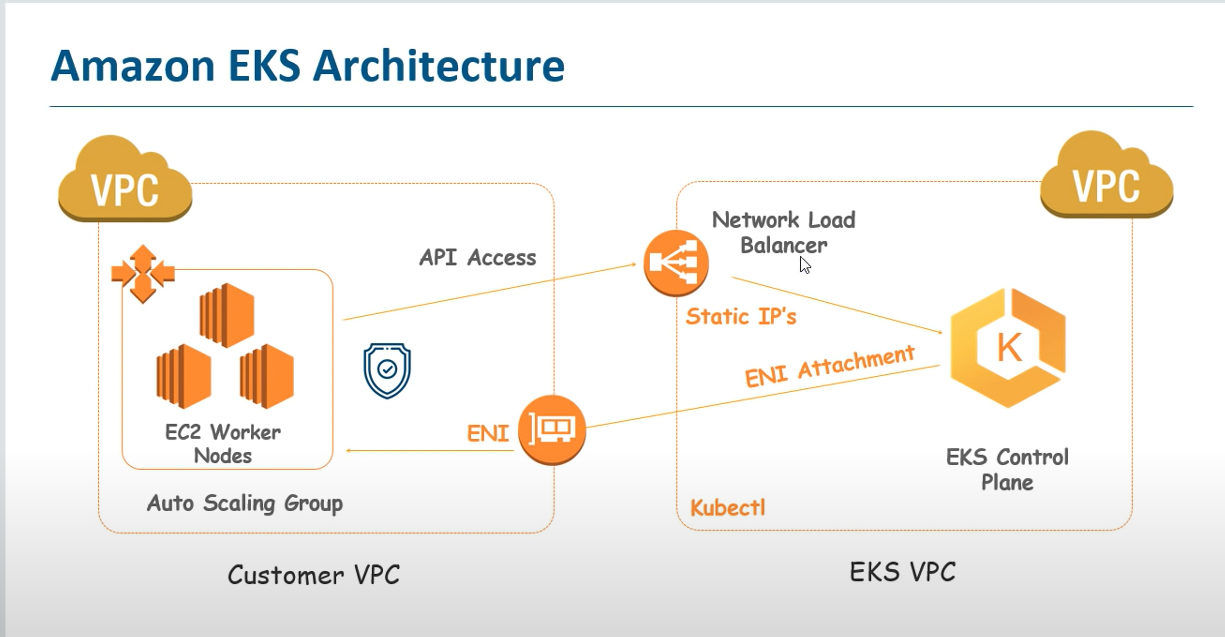 Amazon EKS Architecture
VPC
VPC
Network Load
Balancer
API Access
Static IP's
K
ENI Attachment
EC2 Worker
Nodes
ENI
EKS Control
Plane
Auto Scaling Group
Kubectl
Customer VPC
EKS VPC